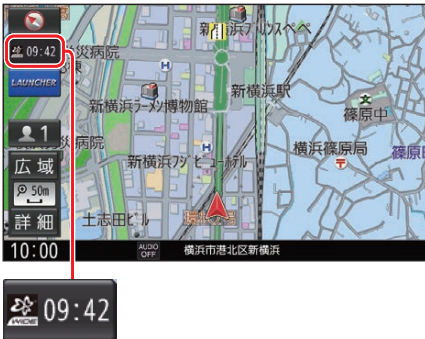 新横浜プリンスペペ
09:42
災病院
LAUNCHER
新横浜駅
新横浜ラーメン博物館
篠原中
1
災病院
横浜篠原局
篠原
広域
新横浜フジビューホテル
50m
詳細
土志田ビル
10:00
AUDIO
OFF
横浜市港北区新横浜
WIDE
09:42